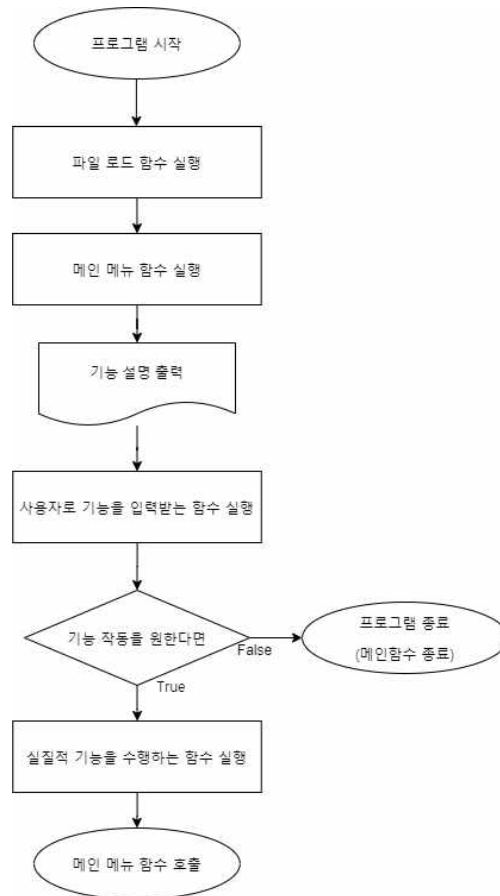 프로그램 시작
파일 로드 함수 실행
메인 메뉴 함수 실행
기능 설명 출력
사용자로 기능을 입력받는 함수 실행
기능 작동을 원한다면
False
프로그램 종료
(메인함수 종료)
True
실질적 기능을 수행하는 함수 실행
메인 메뉴 함수 호출